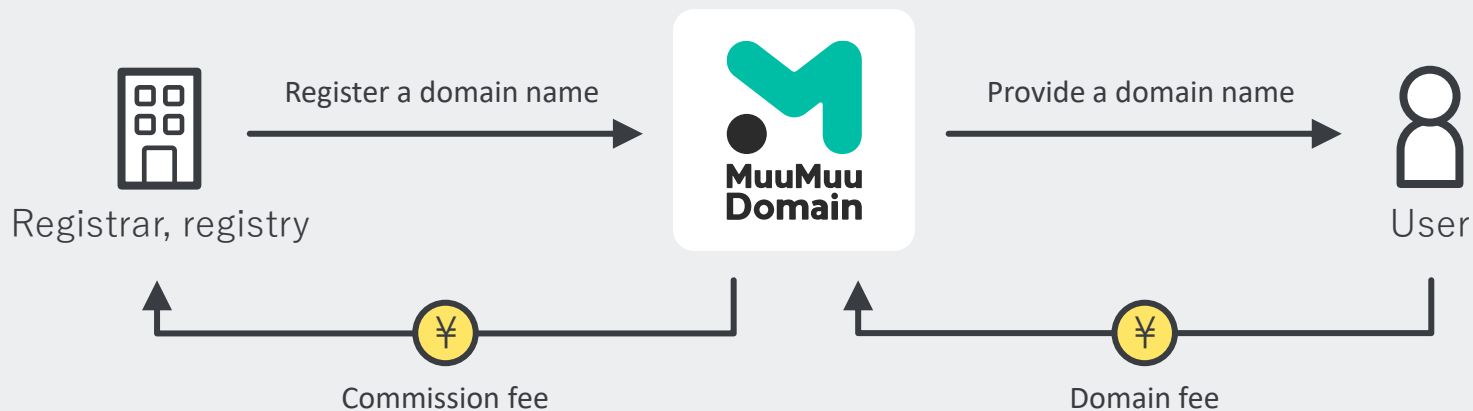 Register a domain name
Provide a domain name
MuuMuu
Domain
Registrar, registry
User
¥
¥
Commission fee
Domain fee